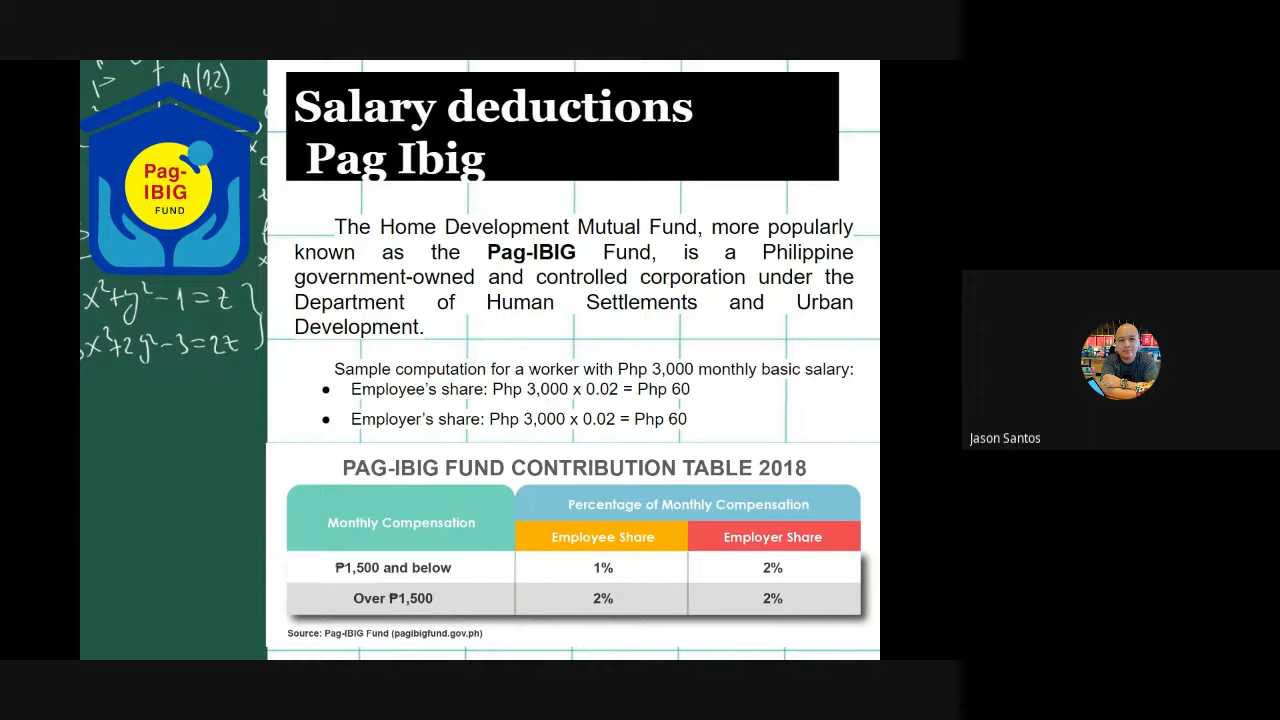 A(1,2)
Pag-
IBIG
FUND
x²+y²-1=z
x³+2y²-3=2z
Salary deductions
Pag Ibig
The Home Development Mutual Fund, more popularly
known as the Pag-IBIG Fund, is a Philippine
government-owned and controlled corporation under the
Department of Human Settlements and Urban
Development.
Sample computation for a worker with Php 3,000 monthly basic salary:
● Employee’s share: Php 3,000 x 0.02 = Php 60
● Employer’s share: Php 3,000 x 0.02 = Php 60
PAG-IBIG FUND CONTRIBUTION TABLE 2018
Monthly Compensation
Percentage of Monthly Compensation
Employee Share Employer Share
₱1,500 and below 1% 2%
Over ₱1,500 2% 2%
Source: Pag-IBIG Fund (pagibigfund.gov.ph)
Jason Santos